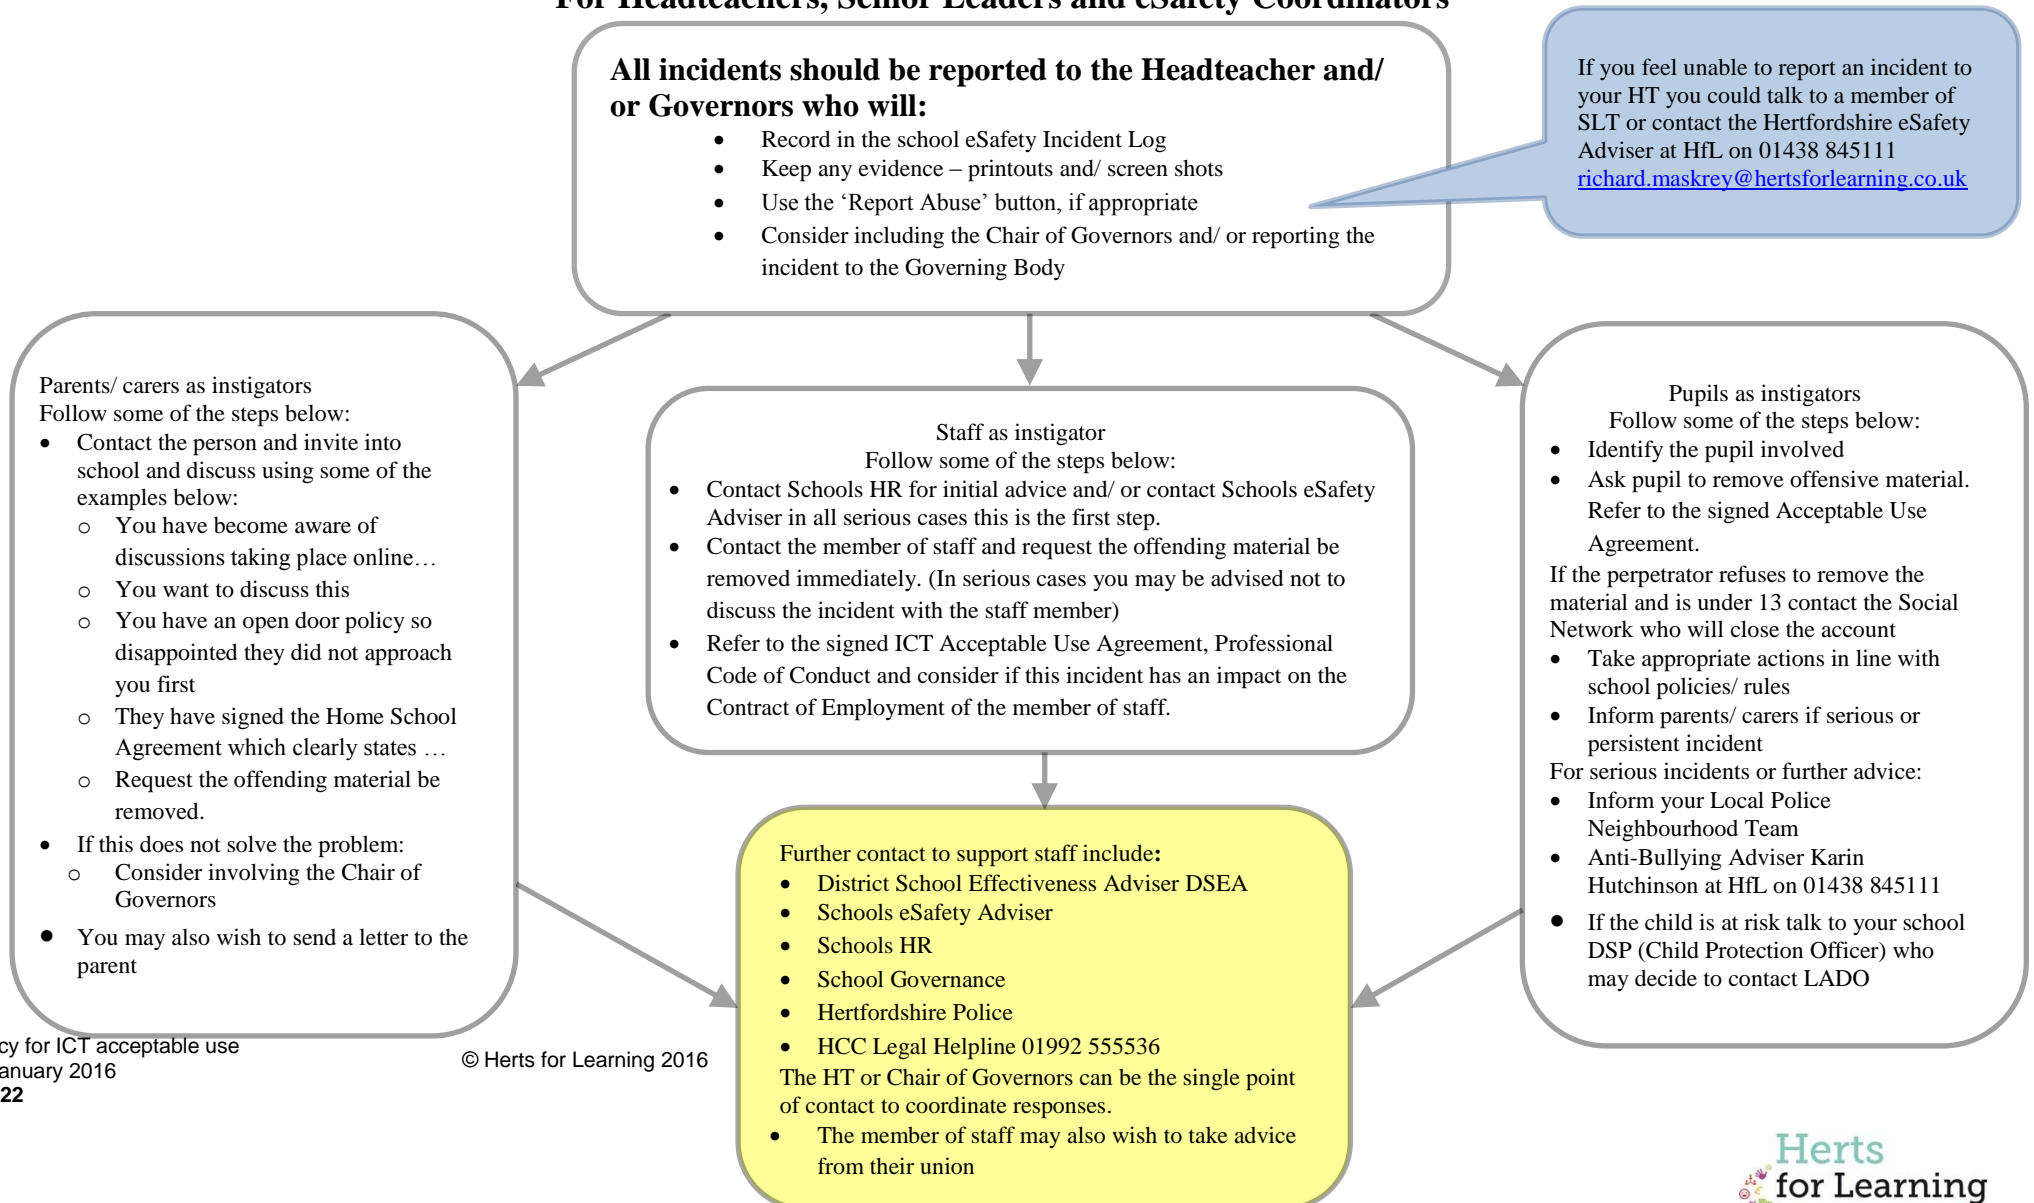 For Headteachers, Senior Leaders and eSafety Coordinators
All incidents should be reported to the Headteacher and/
or Governors who will:
• Record in the school eSafety Incident Log
• Keep any evidence – printouts and/ screen shots
• Use the ‘Report Abuse’ button, if appropriate
• Consider including the Chair of Governors and/ or reporting the
incident to the Governing Body
If you feel unable to report an incident to
your HT you could talk to a member of
SLT or contact the Hertfordshire eSafety
Adviser at HfL on 01438 845111
richard.maskrey@hertsforlearning.co.uk
Parents/ carers as instigators
Follow some of the steps below:
• Contact the person and invite into
school and discuss using some of the
examples below:
o You have become aware of
discussions taking place online…
o You want to discuss this
o You have an open door policy so
disappointed they did not approach
you first
o They have signed the Home School
Agreement which clearly states …
o Request the offending material be
removed.
• If this does not solve the problem:
o Consider involving the Chair of
Governors
• You may also wish to send a letter to the
parent
Staff as instigator
Follow some of the steps below:
• Contact Schools HR for initial advice and/ or contact Schools eSafety
Adviser in all serious cases this is the first step.
• Contact the member of staff and request the offending material be
removed immediately. (In serious cases you may be advised not to
discuss the incident with the staff member)
• Refer to the signed ICT Acceptable Use Agreement, Professional
Code of Conduct and consider if this incident has an impact on the
Contract of Employment of the member of staff.
Pupils as instigators
Follow some of the steps below:
• Identify the pupil involved
• Ask pupil to remove offensive material.
Refer to the signed Acceptable Use
Agreement.
If the perpetrator refuses to remove the
material and is under 13 contact the Social
Network who will close the account
• Take appropriate actions in line with
school policies/ rules
• Inform parents/ carers if serious or
persistent incident
For serious incidents or further advice:
• Inform your Local Police
Neighbourhood Team
• Anti-Bullying Adviser Karin
Hutchinson at HfL on 01438 845111
• If the child is at risk talk to your school
DSP (Child Protection Officer) who
may decide to contact LADO
Further contact to support staff include:
• District School Effectiveness Adviser DSEA
• Schools eSafety Adviser
• Schools HR
• School Governance
• Hertfordshire Police
• HCC Legal Helpline 01992 555536
The HT or Chair of Governors can be the single point
of contact to coordinate responses.
• The member of staff may also wish to take advice
from their union
cy for ICT acceptable use
anuary 2016
22
© Herts for Learning 2016
Herts
for Learning